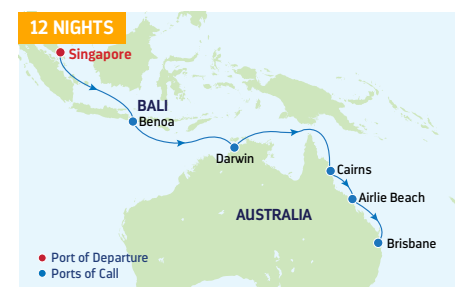 12 NIGHTS
Singapore
BALI
Benoa
Darwin
Cairns
Airlie Beach
AUSTRALIA
Brisbane
Port of Departure
Ports of Call